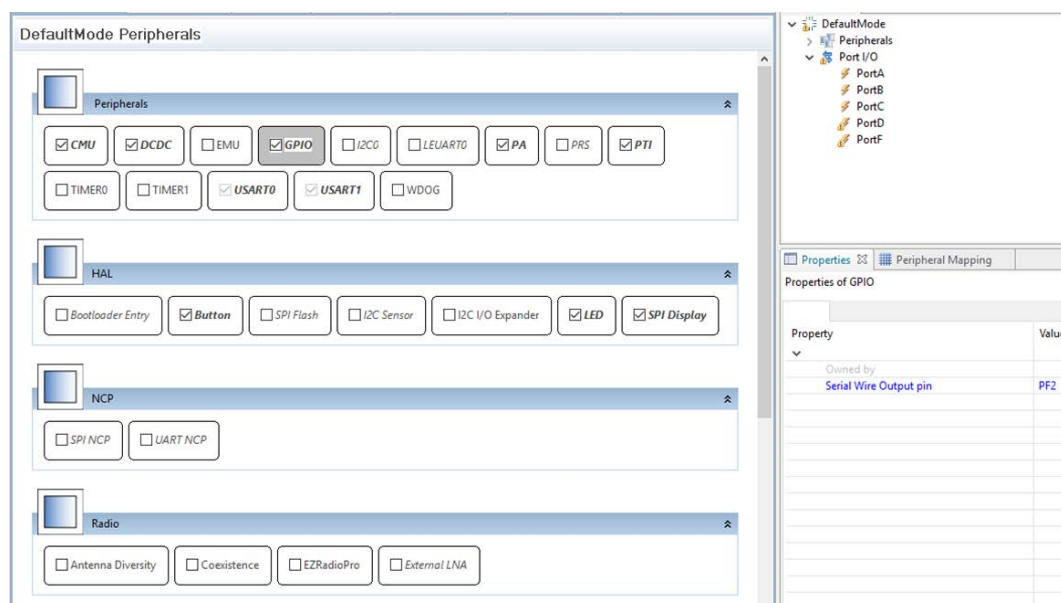 DefaultMode Peripherals
Peripherals
CMU DCDC EMU GPIO I2C0 LEUART0 PA PRS PTI
TIMER0 TIMER1 USART0 USART1 WDOG
HAL
Bootloader Entry Button SPI Flash I2C Sensor I2C I/O Expander LED SPI Display
NCP
SPI NCP UART NCP
Radio
Antenna Diversity Coexistence EZRadioPro External LNA
DefaultMode
Peripherals
Port I/O
PortA
PortB
PortC
PortD
PortF
Properties Peripheral Mapping
Properties of GPIO
Property Valu
Owned by
Serial Wire Output pin PF2